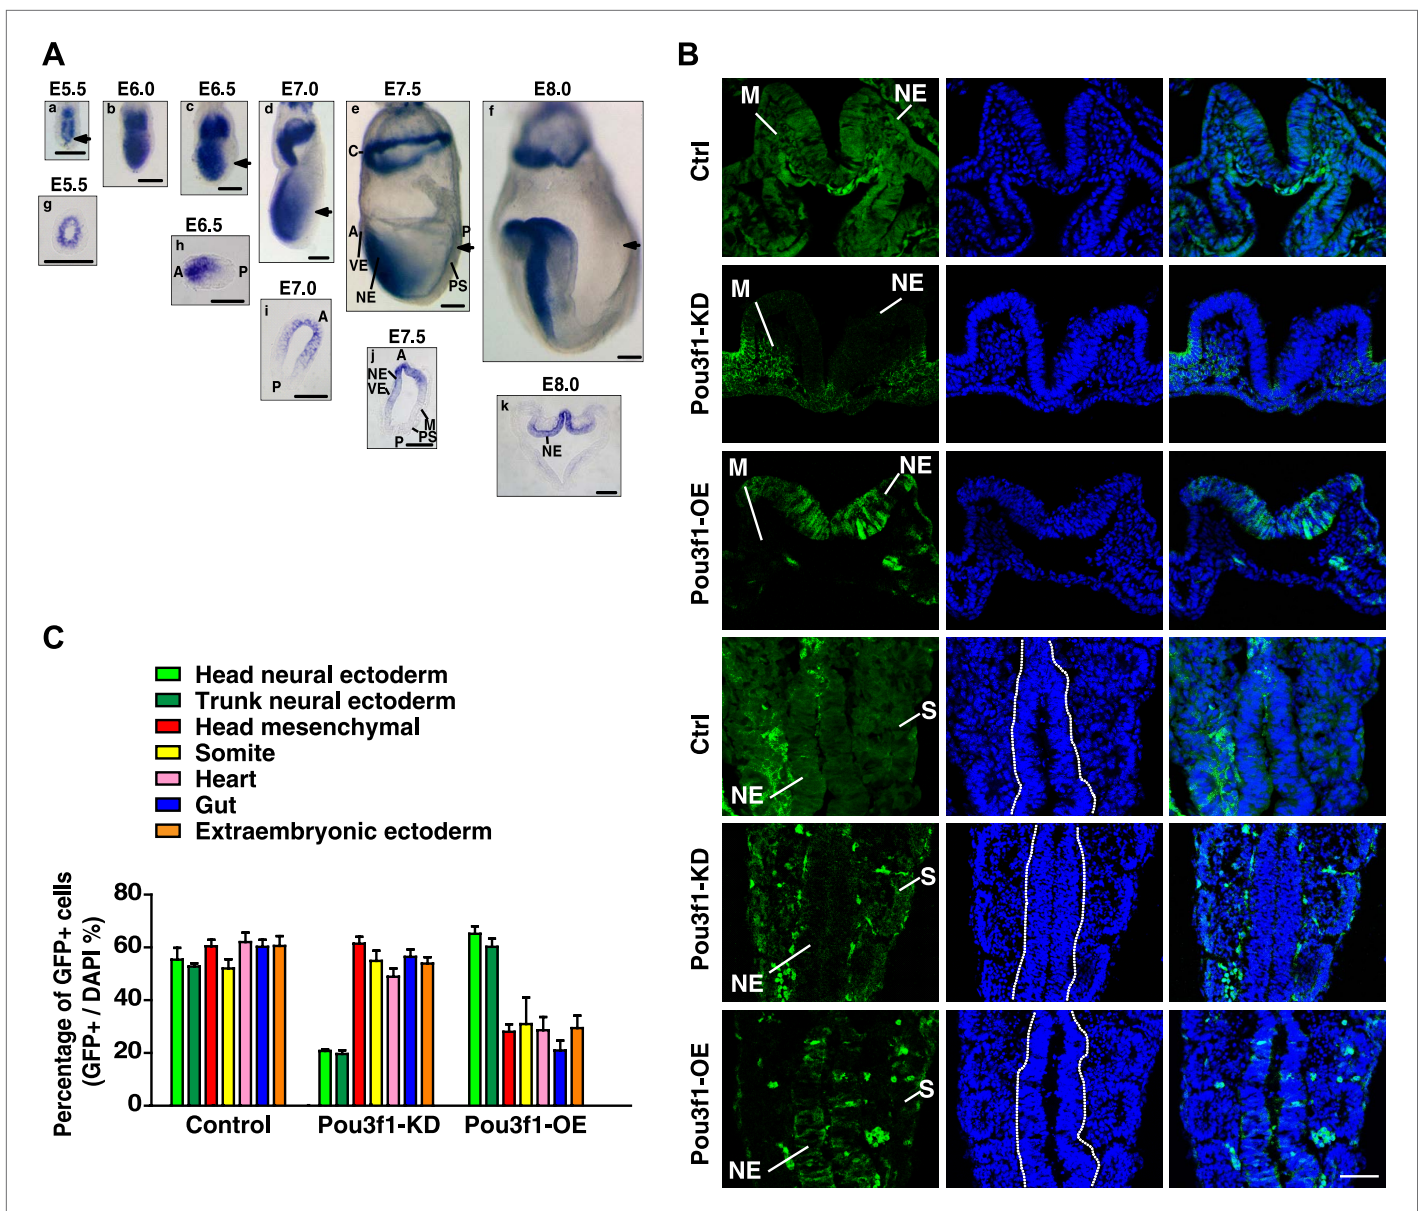 A
E5.5 E6.0 E6.5 E7.0 E7.5 E8.0
a b c d e f
C
A P
VE
NE
PS
E5.5
g
E6.5
h
A P
E7.0
i
A
P
E7.5
j
A
NE
VE
M
PS
P
E8.0
k
NE
B
Ctrl
M NE
Pou3f1-KD
M NE
Pou3f1-OE
M NE
Ctrl
S
NE
Pou3f1-KD
S
NE
Pou3f1-OE
S
NE
C
Head neural ectoderm
Trunk neural ectoderm
Head mesenchymal
Somite
Heart
Gut
Extraembryonic ectoderm
Percentage of GFP+ cells
(GFP+ / DAPI %)
80
60
40
20
0
Control Pou3f1-KD Pou3f1-OE